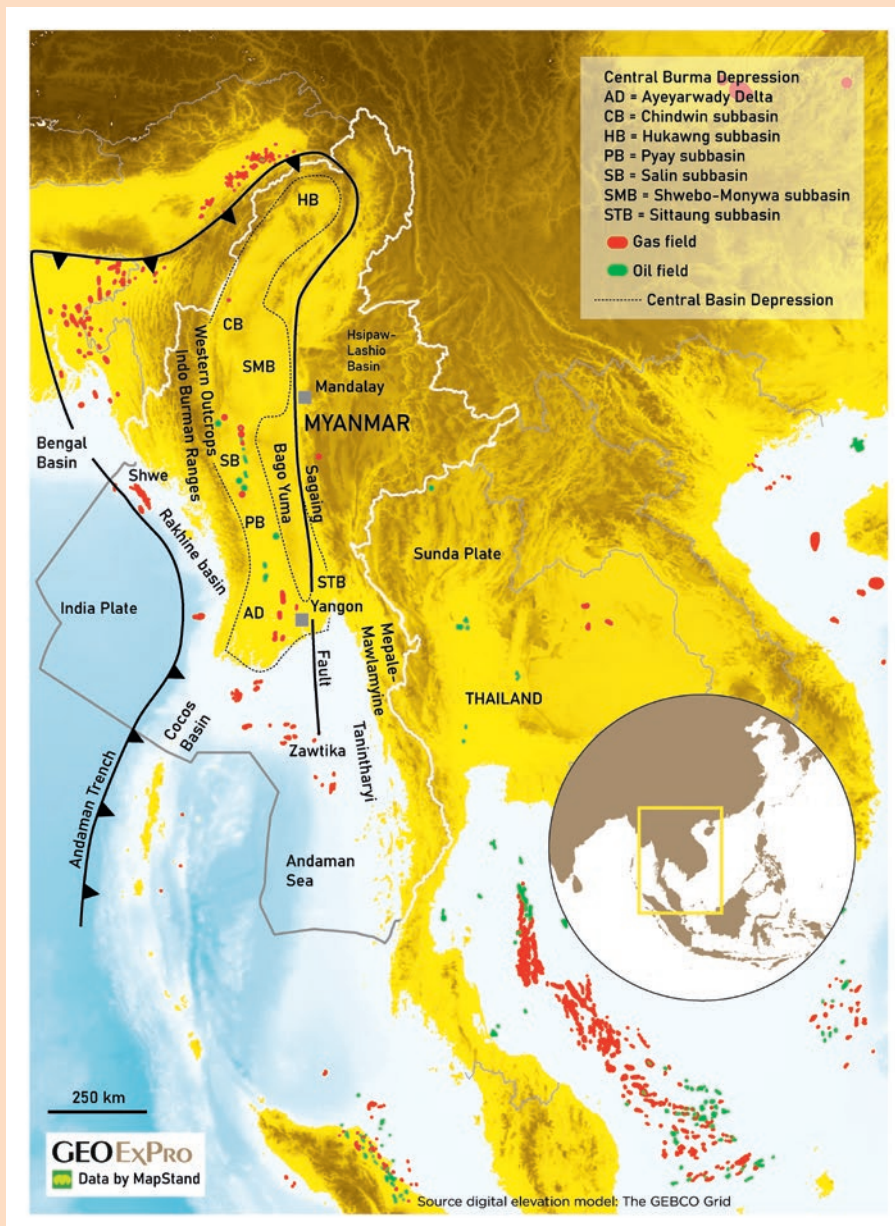 Central Burma Depression
AD = Ayeyarwady Delta
CB = Chindwin subbasin
HB = Hukawng subbasin
PB = Pyay subbasin
SB = Salin subbasin
SMB = Shwebo-Monywa subbasin
STB = Sittaung subbasin
Gas field
Oil field
Central Basin Depression
HB
CB
SMB
Hsipaw-
Lashio
Basin
Mandalay
MYANMAR
Western Outcrops
Indo Burman Ranges
Bengal
Basin
Shwe
SB
Bago Yuma
Sagaing
Rakhine basin
PB
Sunda Plate
India Plate
STB
AD
Yangon
Fault
Mepale-
Mawlamyine
THAILAND
Cocos
Basin
Zawtika
Tanintharyi
Andaman Trench
Andaman
Sea
250 km
GEOExPro
Data by MapStand
Source digital elevation model: The GEBCO Grid